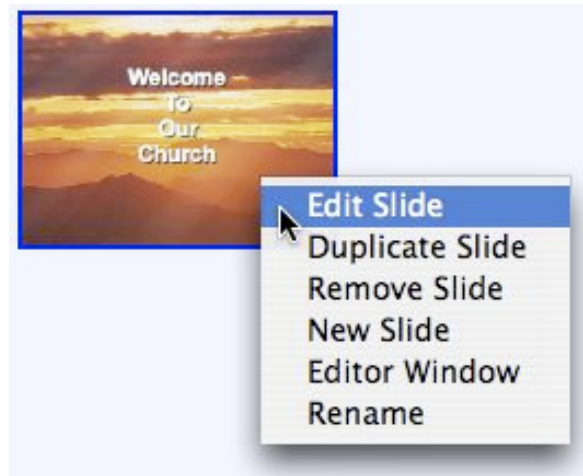 Welcome
To
Our
Church
Edit Slide
Duplicate Slide
Remove Slide
New Slide
Editor Window
Rename